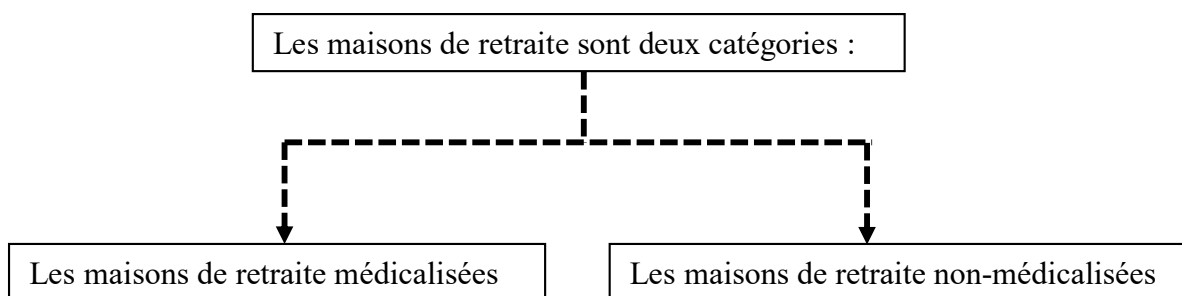 Les maisons de retraite sont deux catégories :
Les maisons de retraite médicalisées
Les maisons de retraite non-médicalisées